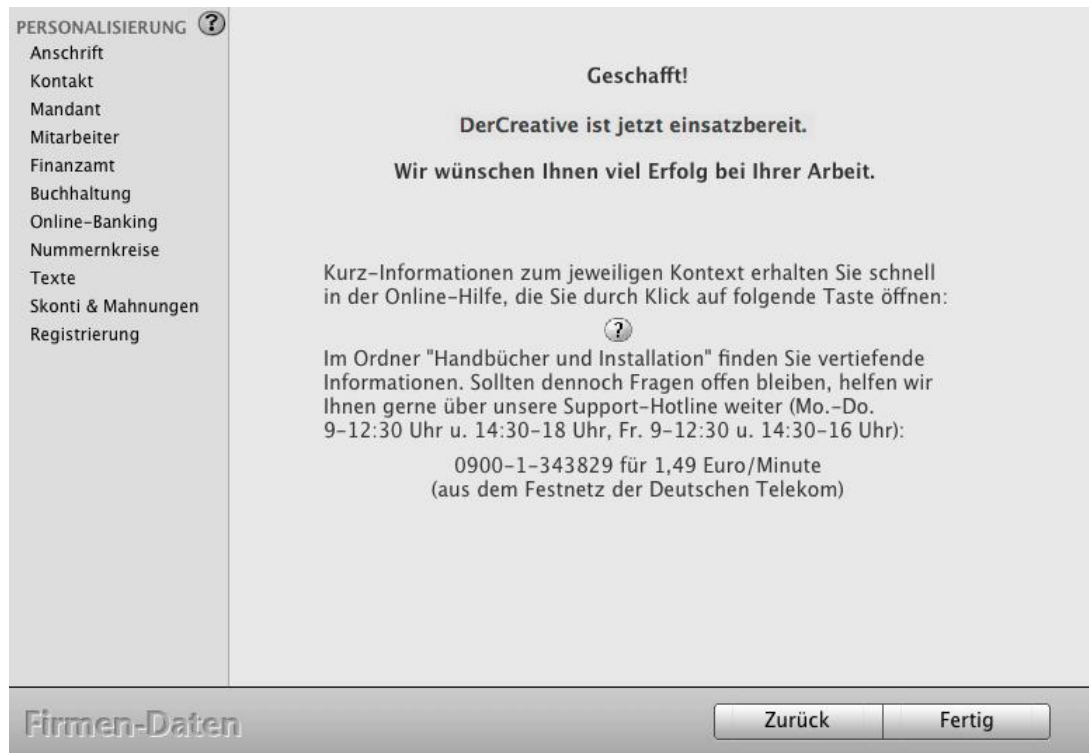 PERSONALISIERUNG ?
Anschrift
Kontakt
Mandant
Mitarbeiter
Finanzamt
Buchhaltung
Online-Banking
Nummernkreise
Texte
Skonti & Mahnungen
Registrierung
Geschafft!
DerCreative ist jetzt einsatzbereit.
Wir wünschen Ihnen viel Erfolg bei Ihrer Arbeit.
Kurz-Informationen zum jeweiligen Kontext erhalten Sie schnell
in der Online-Hilfe, die Sie durch Klick auf folgende Taste öffnen:
?
Im Ordner "Handbücher und Installation" finden Sie vertiefende
Informationen. Sollten dennoch Fragen offen bleiben, helfen wir
Ihnen gerne über unsere Support-Hotline weiter (Mo.-Do.
9-12:30 Uhr u. 14:30-18 Uhr, Fr. 9-12:30 u. 14:30-16 Uhr):
0900-1-343829 für 1,49 Euro/Minute
(aus dem Festnetz der Deutschen Telekom)
Firmen-Daten
Zurück
Fertig